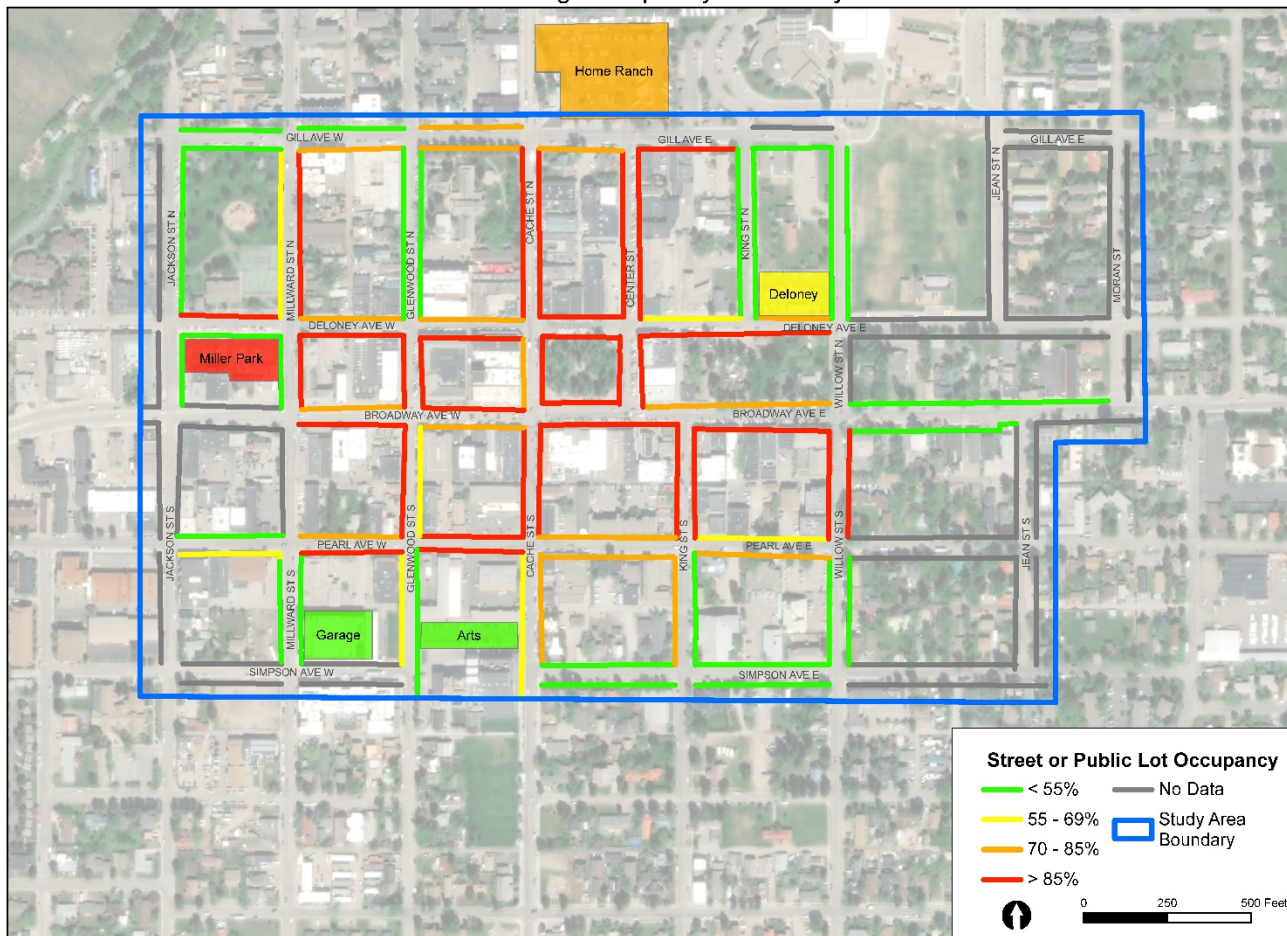 Home Ranch
GILL AVE W
GILL AVE E
GILL AVE E
JACKSON ST N
MILLWARD ST N
GLENWOOD ST N
CACHE ST N
CENTER ST
KING ST N
JEAN ST N
MORAN ST
Deloney
DELONEY AVE W
DELONEY AVE E
Miller Park
WILLOW ST N
BROADWAY AVE W
BROADWAY AVE E
JACKSON ST S
MILLWARD ST S
GLENWOOD ST S
CACHE ST S
KING ST S
WILLOW ST S
JEAN ST S
PEARL AVE W
PEARL AVE E
Garage
Arts
SIMPSON AVE W
SIMPSON AVE E
Street or Public Lot Occupancy
< 55%
No Data
55 - 69%
Study Area
Boundary
70 - 85%
> 85%
0 250 500 Feet